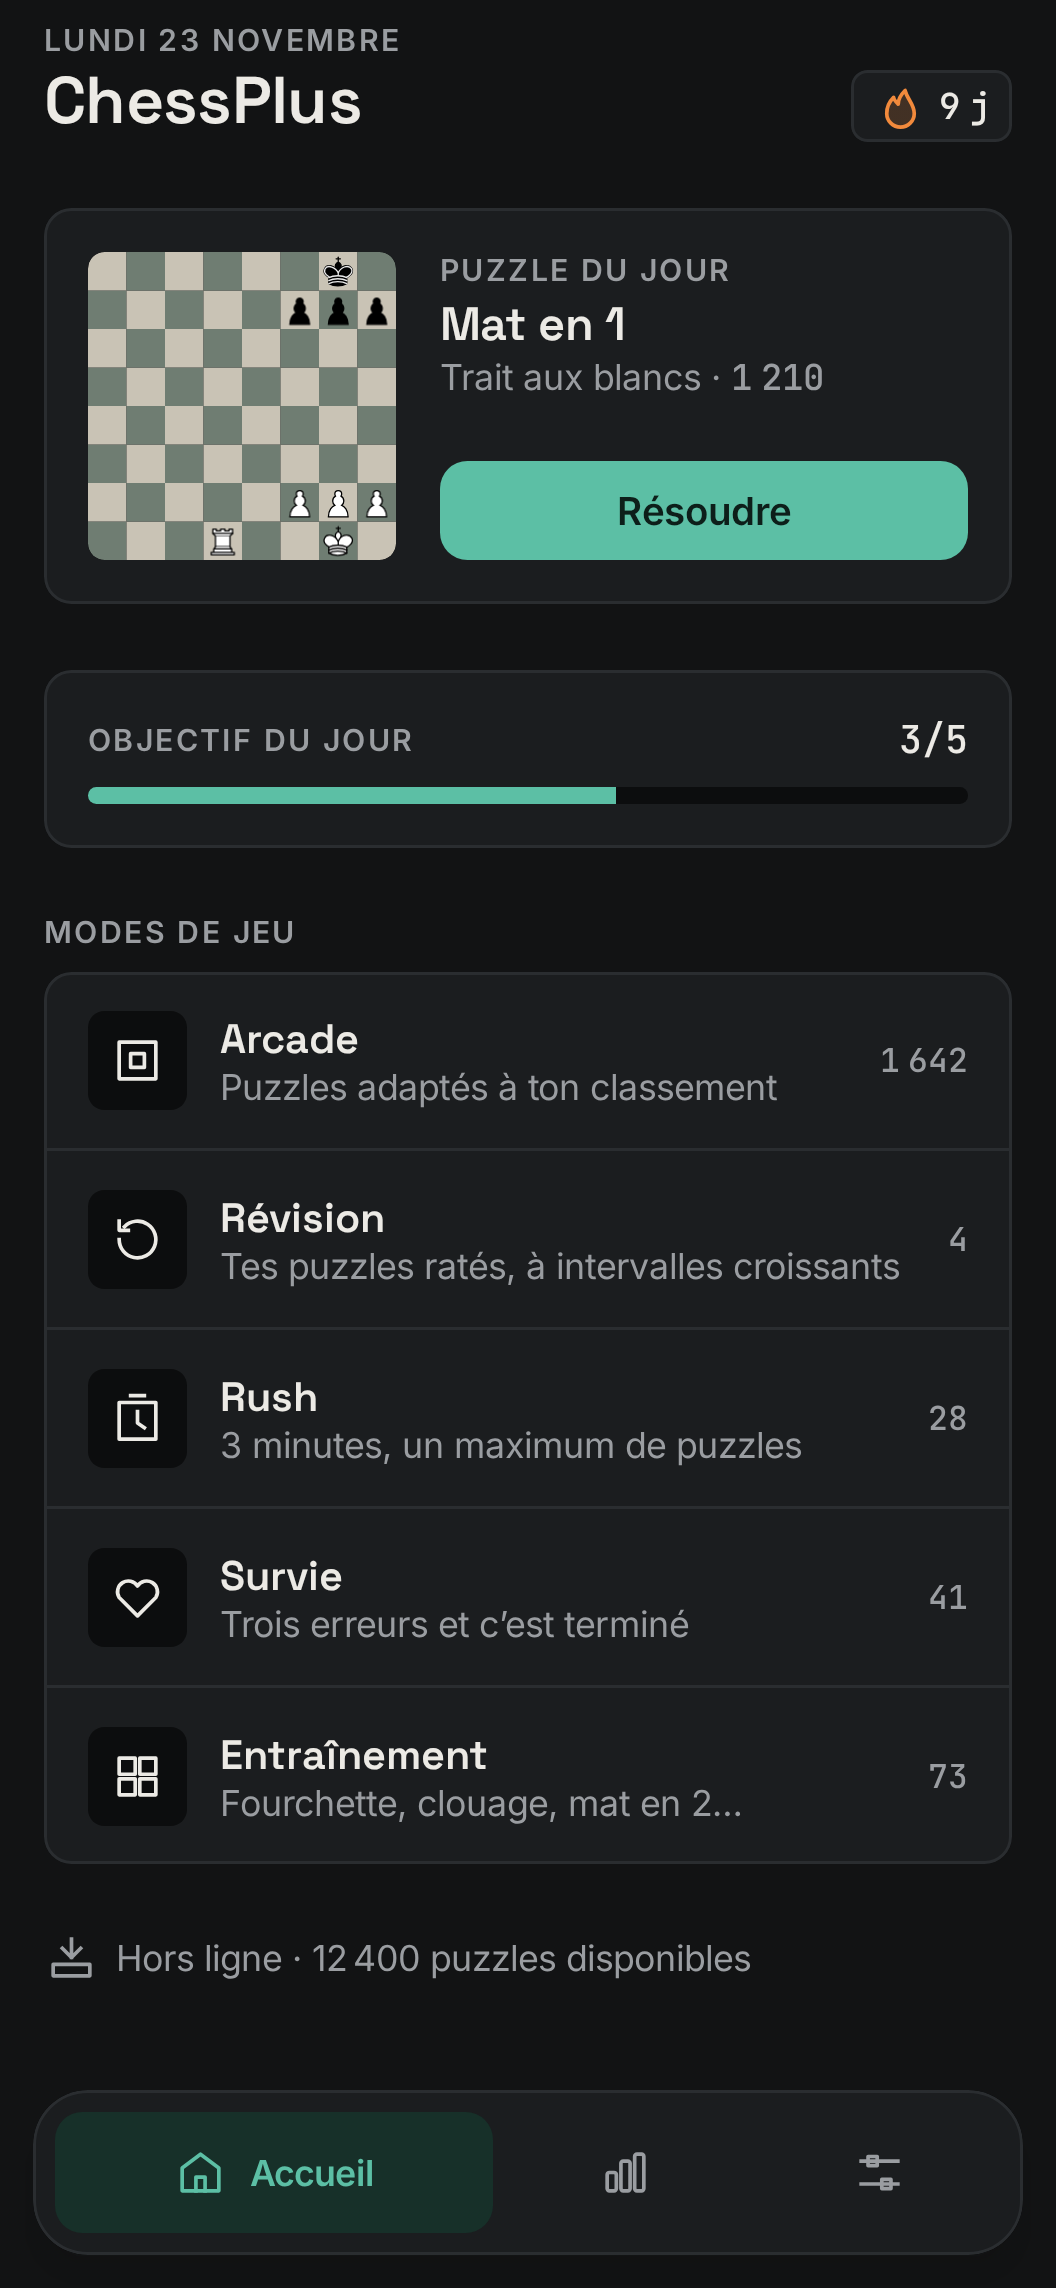 LUNDI 23 NOVEMBRE
ChessPlus
9 j
PUZZLE DU JOUR
Mat en 1
Trait aux blancs · 1 210
Résoudre
OBJECTIF DU JOUR
3/5
MODES DE JEU
Arcade
Puzzles adaptés à ton classement
1 642
Révision
Tes puzzles ratés, à intervalles croissants
4
Rush
3 minutes, un maximum de puzzles
28
Survie
Trois erreurs et c’est terminé
41
Entraînement
Fourchette, clouage, mat en 2…
73
Hors ligne · 12 400 puzzles disponibles
Accueil